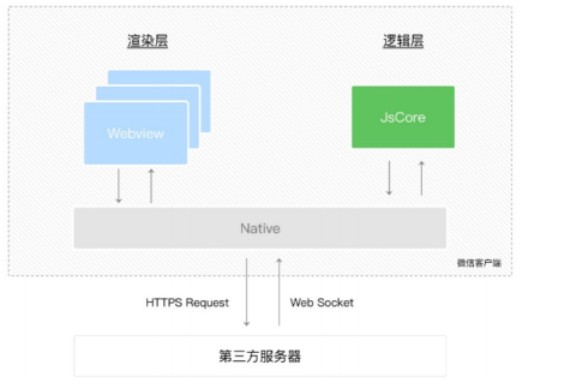 渲染层
逻辑层
Webview
JsCore
Native
微信客户端
HTTPS Request
Web Socket
第三方服务器